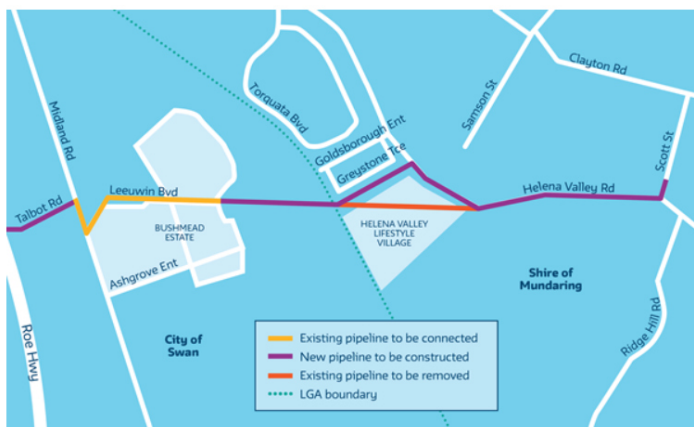 Clayton Rd
Midland Rd
Torquata Bvd
Samson St
Goldsborough Ent
Scott St
Greystone Tce
Leeuwin Bvd
Helena Valley Rd
Talbot Rd
BUSHMEAD
ESTATE
HELENA VALLEY
LIFESTYLE
VILLAGE
Ashgrove Ent
Shire of
Mundaring
Roe Hwy
City of
Swan
Ridge Hill Rd
Existing pipeline to be connected
New pipeline to be constructed
Existing pipeline to be removed
LGA boundary